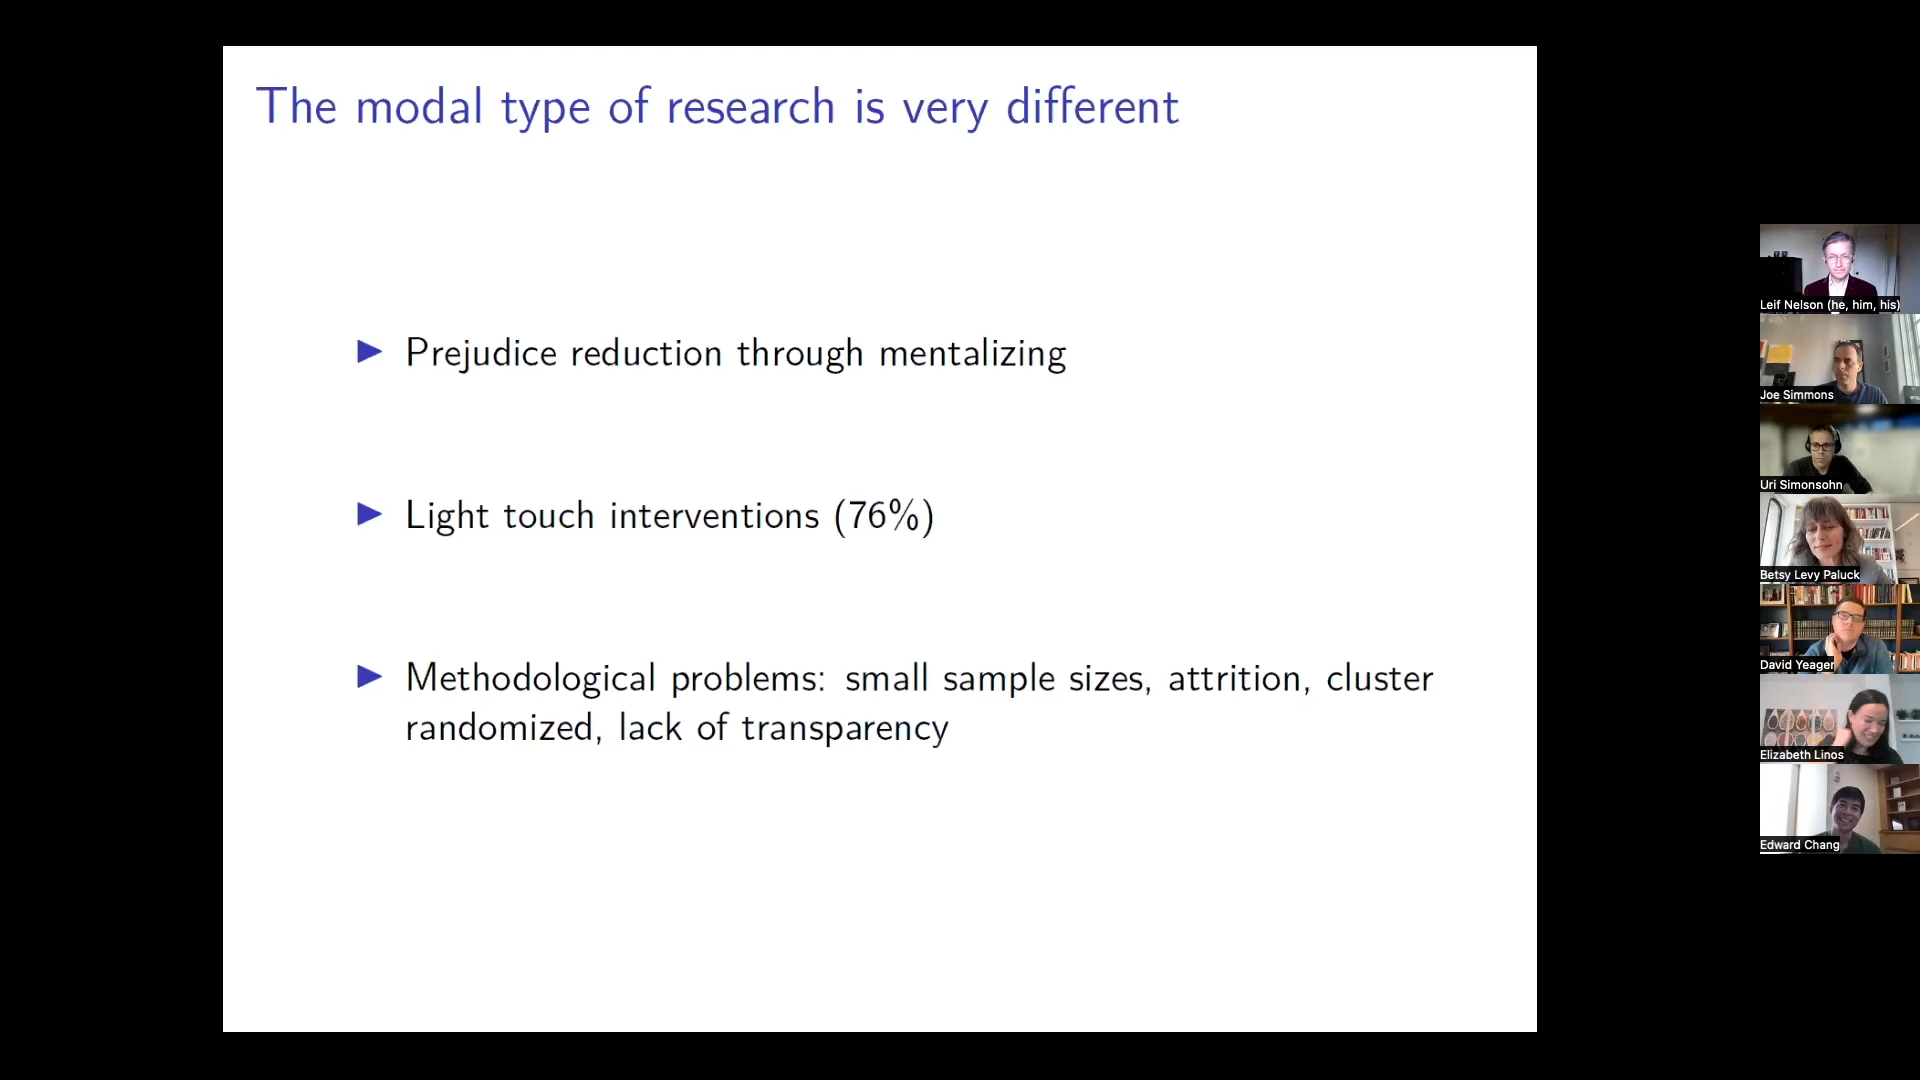 The modal type of research is very different
Prejudice reduction through mentalizing
Light touch interventions (76%)
Methodological problems: small sample sizes, attrition, cluster
randomized, lack of transparency
Leif Nelson (he, him, his)
Joe Simmons
Uri Simonsohn
Betsy Levy Paluck
David Yeager
Elizabeth Linos
Edward Chang